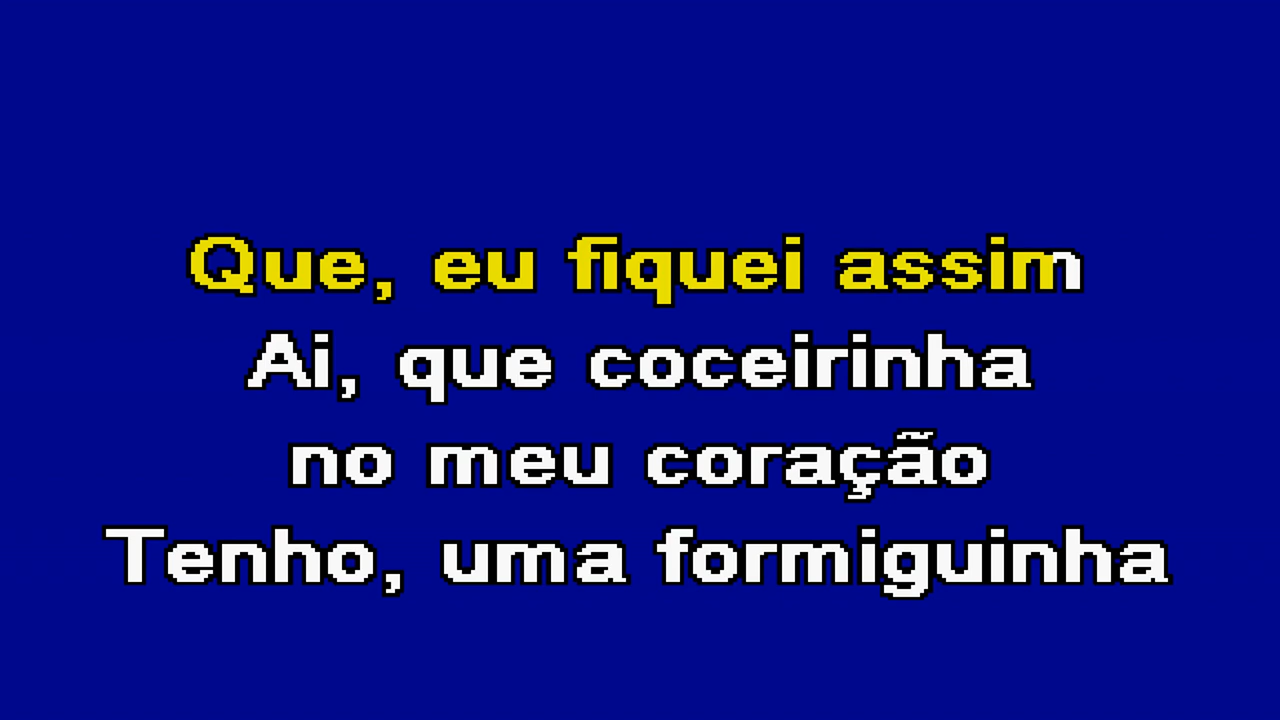 Que, eu fiquei assim
Ai, que coceirinha
no meu coração
Tenho, uma formiguinha